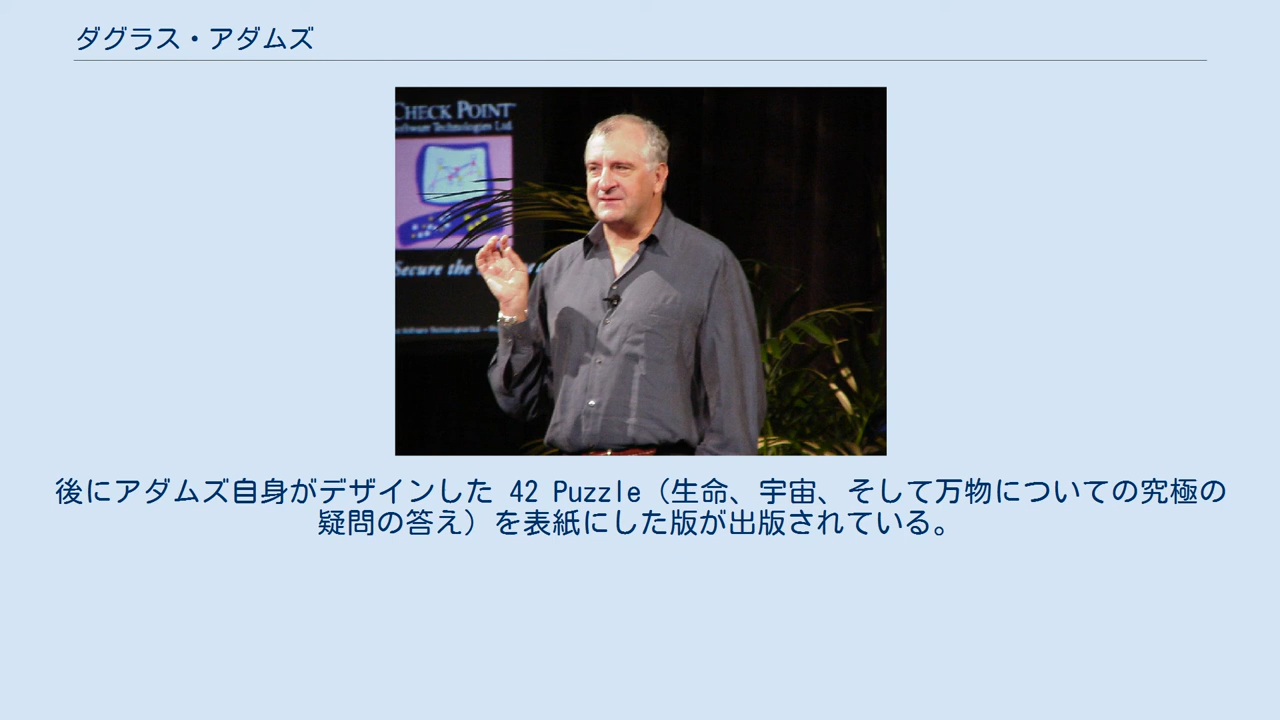 ダグラス・アダムズ
CHECK POINT
Software Technologies Ltd.
Secure the
後にアダムズ自身がデザインした 42 Puzzle（生命、宇宙、そして万物についての究極の
疑問の答え）を表紙にした版が出版されている。